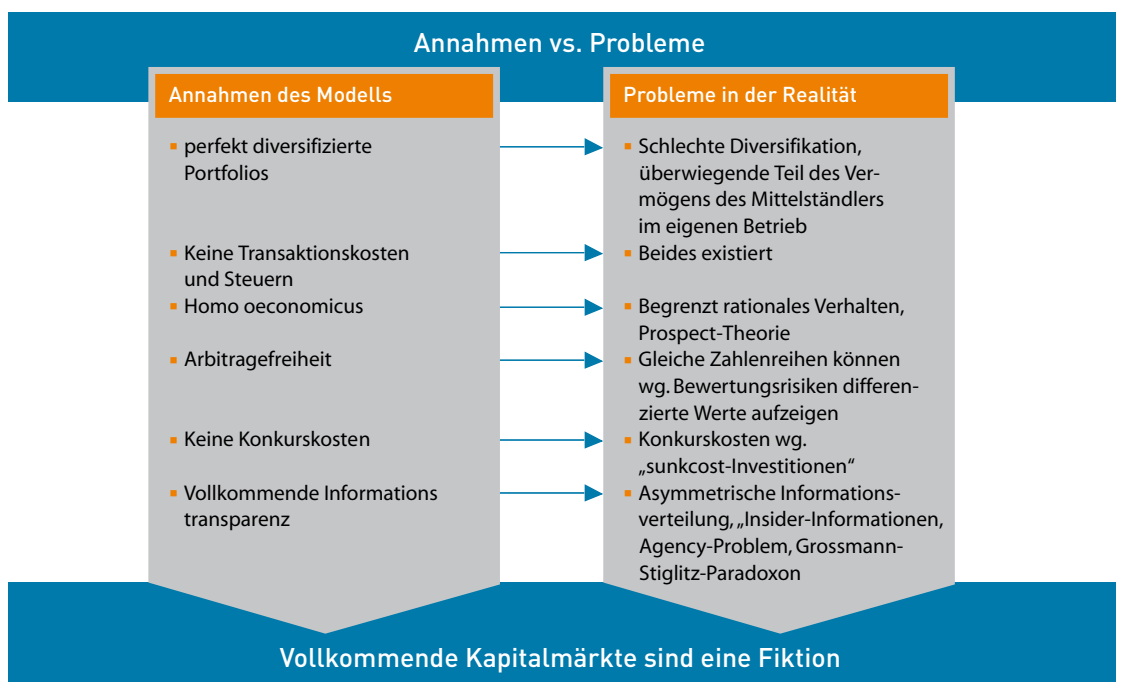 Annahmen vs. Probleme
Annahmen des Modells
▪ perfekt diversifizierte
Portfolios
▪ Keine Transaktionskosten
und Steuern
▪ Homo oeconomicus
▪ Arbitragefreiheit
▪ Keine Konkurskosten
▪ Vollkommende Informations
transparenz
Probleme in der Realität
▪ Schlechte Diversifikation,
überwiegende Teil des Ver-
mögens des Mittelständlers
im eigenen Betrieb
▪ Beides existiert
▪ Begrenzt rationales Verhalten,
Prospect-Theorie
▪ Gleiche Zahlenreihen können
wg. Bewertungsrisiken differen-
zierte Werte aufzeigen
▪ Konkurskosten wg.
„sunkcost-Investitionen“
▪ Asymmetrische Informations-
verteilung, „Insider-Informationen,
Agency-Problem, Grossmann-
Stiglitz-Paradoxon
Vollkommende Kapitalmärkte sind eine Fiktion